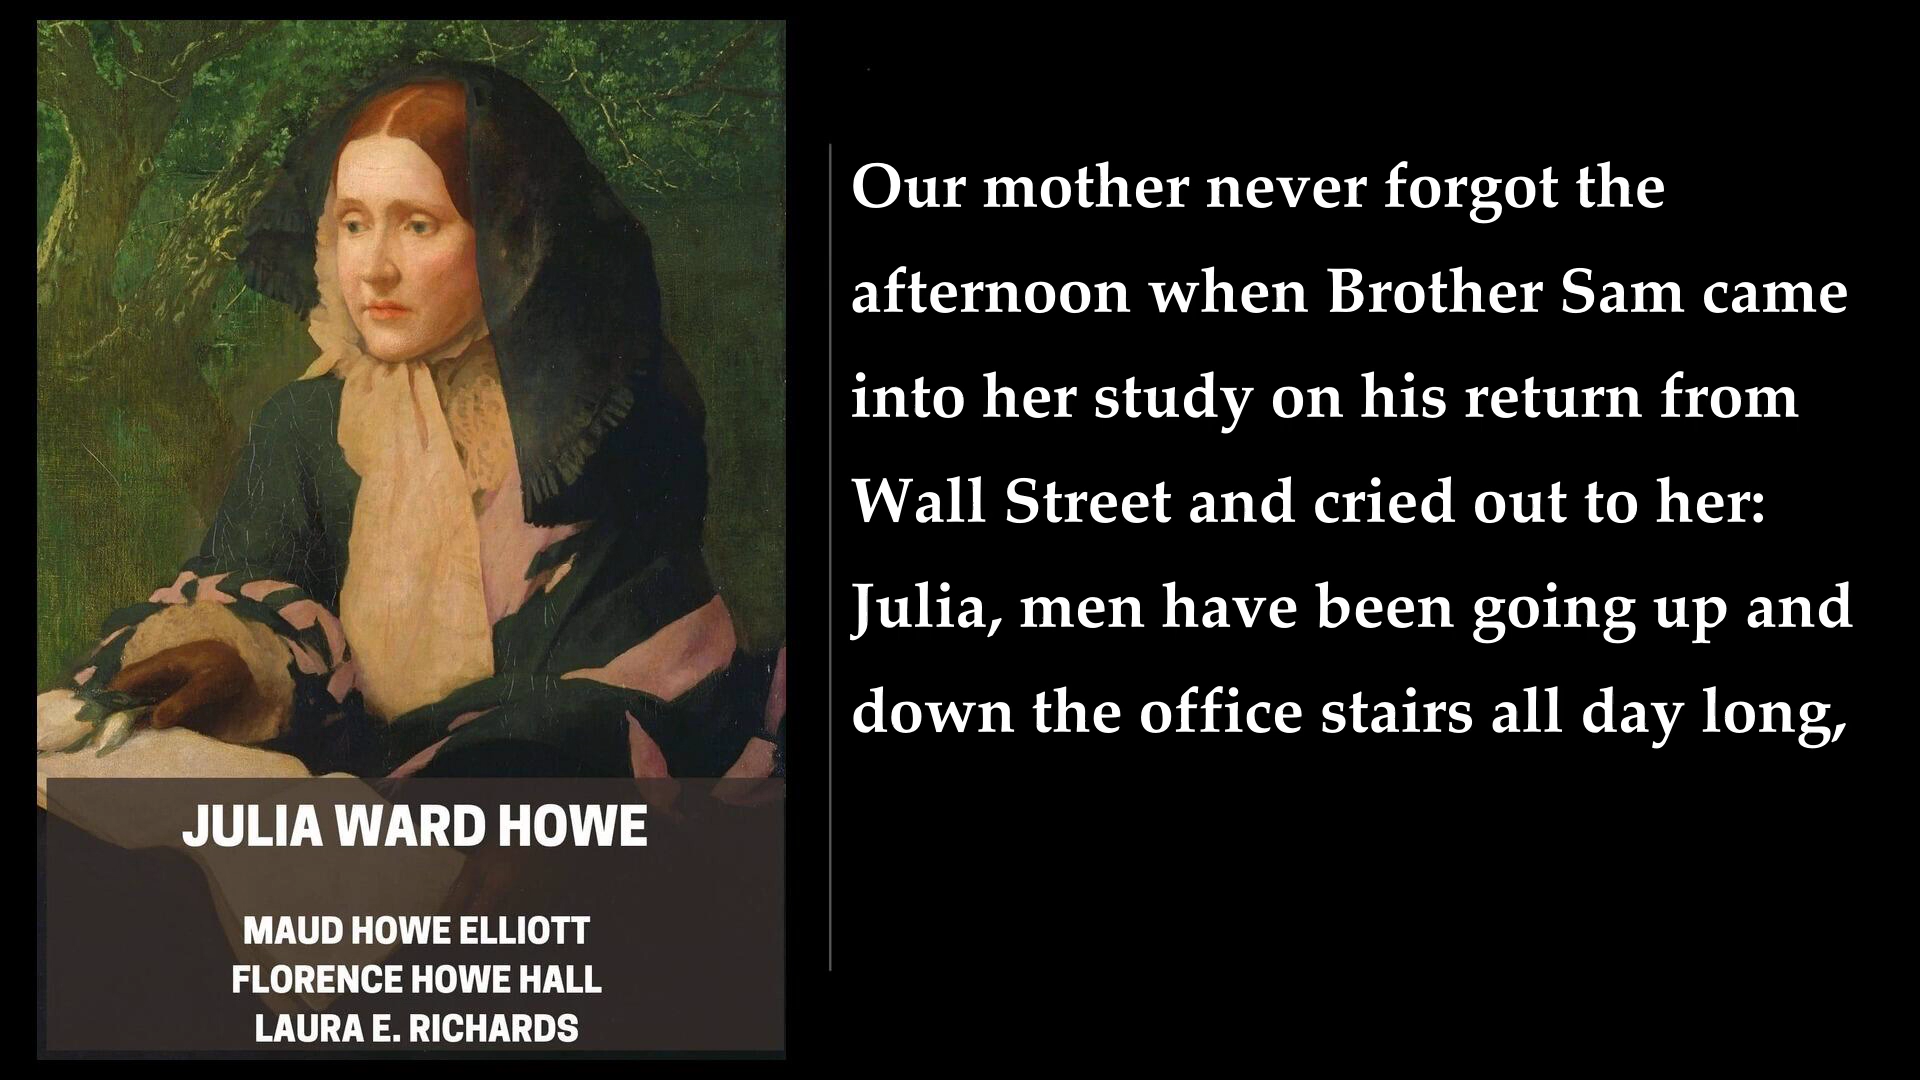 JULIA WARD HOWE
MAUD HOWE ELLIOTT
FLORENCE HOWE HALL
LAURA E. RICHARDS
Our mother never forgot the
afternoon when Brother Sam came
into her study on his return from
Wall Street and cried out to her:
Julia, men have been going up and
down the office stairs all day long,